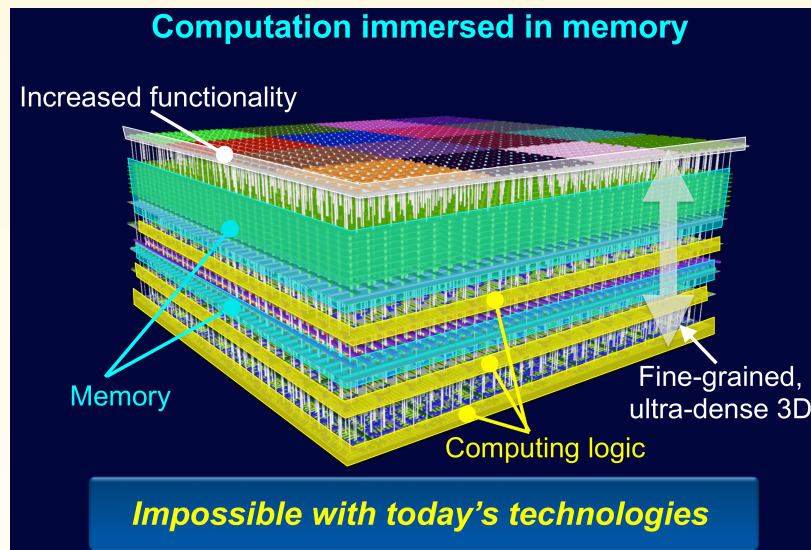 Computation immersed in memory
Increased functionality
Memory
Fine-grained,
ultra-dense 3D
Computing logic
Impossible with today’s technologies